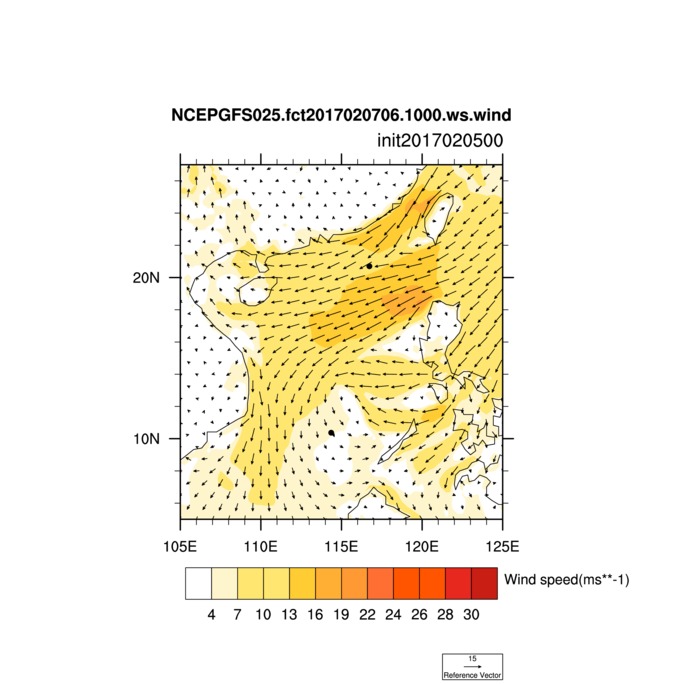 NCEPGFS025.fct2017020706.1000.ws.wind
init2017020500
20N
10N
105E 110E 115E 120E 125E
Wind speed(ms**-1)
4 7 10 13 16 19 22 24 26 28 30
15
Reference Vector